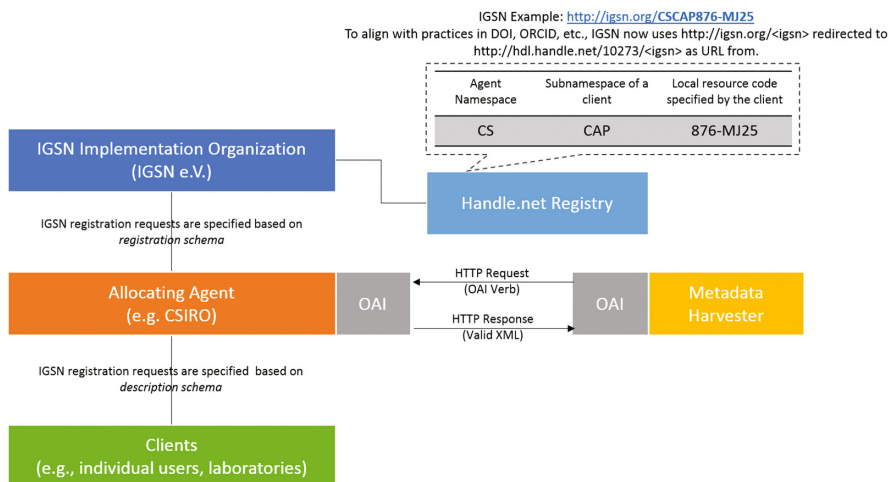 IGSN Example: http://igsn.org/CSCAP876-MJ25
To align with practices in DOI, ORCID, etc., IGSN now uses http://igsn.org/<igsn> redirected to
http://hdl.handle.net/10273/<igsn> as URL from.
Agent
Namespace
Subnamespace of a
client
Local resource code
specified by the client
CS
CAP
876-MJ25
IGSN Implementation Organization
(IGSN e.V.)
Handle.net Registry
IGSN registration requests are specified based on
registration schema
Allocating Agent
(e.g. CSIRO)
OAI
HTTP Request
(OAI Verb)
HTTP Response
(Valid XML)
OAI
Metadada
Harvester
IGSN registration requests are specified based on
description schema
Clients
(e.g., individual users, laboratories)